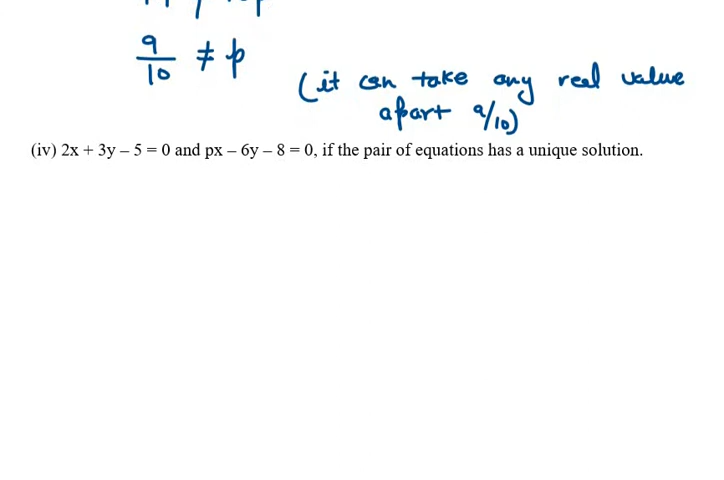 9/10 ≠ p
(it can take any real value
apart 9/10)
(iv) 2x + 3y – 5 = 0 and px – 6y – 8 = 0, if the pair of equations has a unique solution.